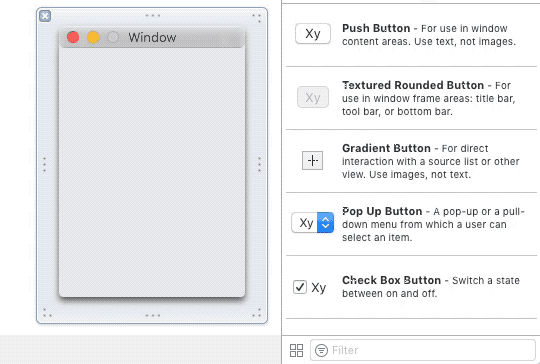 Window
Xy
Push Button - For use in window
content areas. Use text, not images.
Xy
Textured Rounded Button - For
use in window frame areas: title bar,
tool bar, or bottom bar.
Gradient Button - For direct
interaction with a source list or other
view. Use images, not text.
Xy
Pop Up Button - A pop-up or a pull-
down menu from which a user can
select an item.
Xy
Check Box Button - Switch a state
between on and off.
Filter